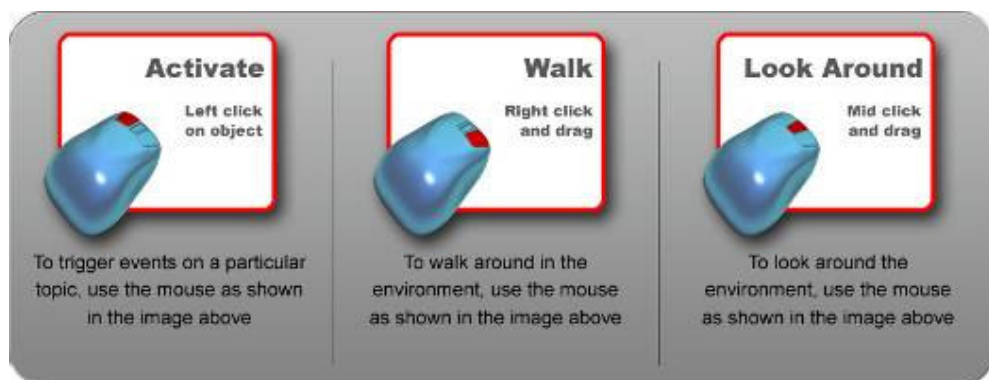 Activate
Left click
on object
To trigger events on a particular
topic, use the mouse as shown
in the image above
Walk
Right click
and drag
To walk around in the
environment, use the mouse
as shown in the image above
Look Around
Mid click
and drag
To look around the
environment, use the mouse
as shown in the image above